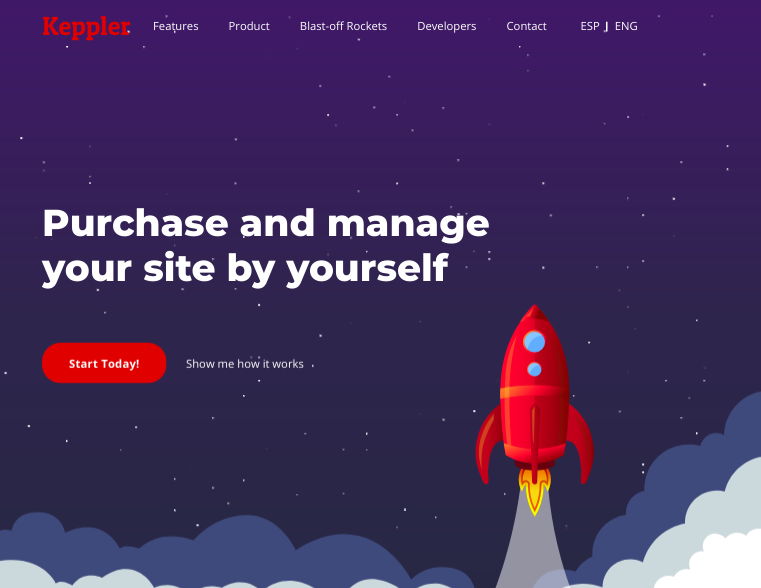 Keppler
Features Product Blast-off Rockets Developers Contact ESP | ENG
Purchase and manage
your site by yourself
Start Today! Show me how it works